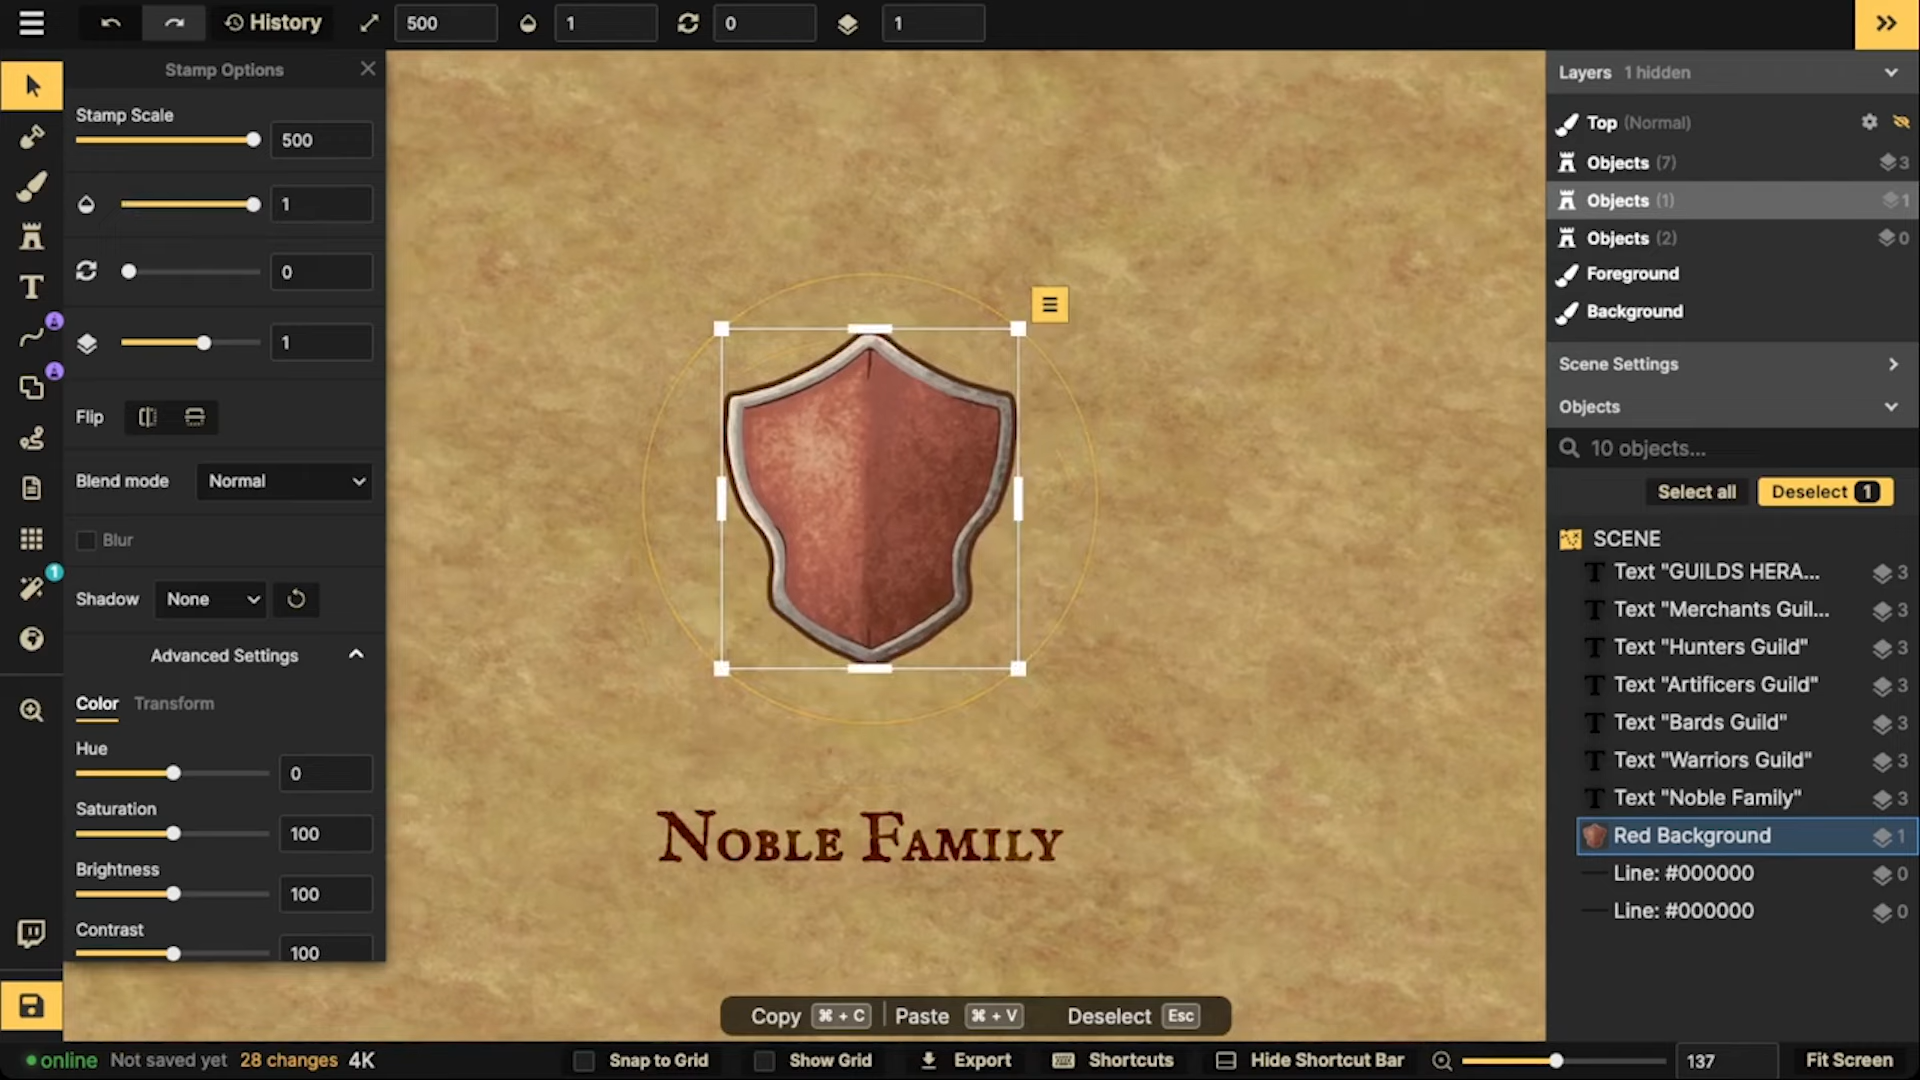 History
500
1
0
1
Stamp Options
Stamp Scale
500
1
0
1
Flip
Blend mode
Normal
Blur
1
Shadow
None
Advanced Settings
Color
Transform
Hue
0
Saturation
100
Brightness
100
Contrast
100
Noble Family
Layers 1 hidden
Top (Normal)
Objects (7) 3
Objects (1) 1
Objects (2) 0
Foreground
Background
Scene Settings
Objects
10 objects...
Select all
Deselect 1
SCENE
Text "GUILDS HERA... 3
Text "Merchants Guil... 3
Text "Hunters Guild" 3
Text "Artificers Guild" 3
Text "Bards Guild" 3
Text "Warriors Guild" 3
Text "Noble Family" 3
Red Background 1
Line: #000000 0
Line: #000000 0
Copy ⌘ + C Paste ⌘ + V Deselect Esc
online Not saved yet 28 changes 4K Snap to Grid Show Grid Export Shortcuts Hide Shortcut Bar 137 Fit Screen